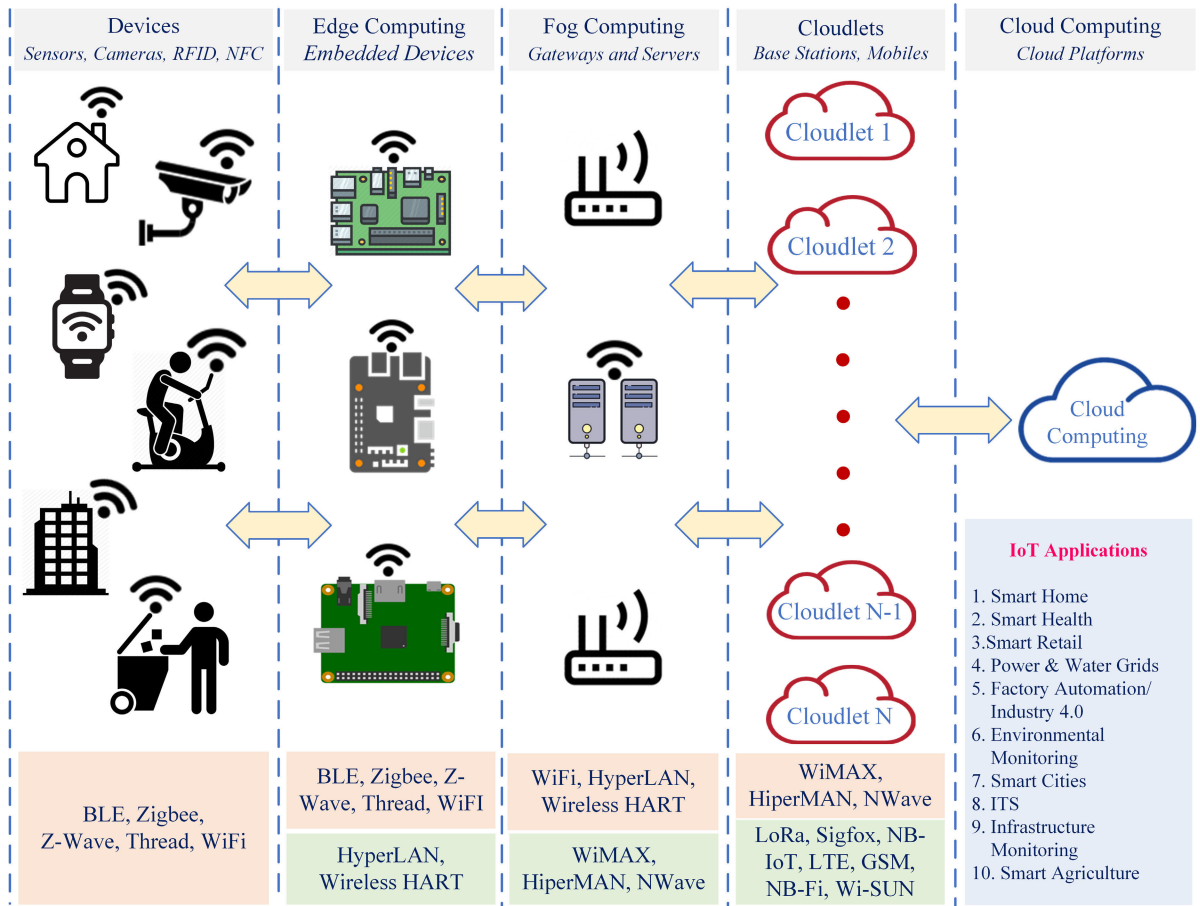 Devices
Sensors, Cameras, RFID, NFC
Edge Computing
Embedded Devices
Fog Computing
Gateways and Servers
Cloudlets
Base Stations, Mobiles
Cloud Computing
Cloud Platforms
Cloudlet 1
Cloudlet 2
Cloudlet N-1
Cloudlet N
Cloud
Computing
BLE, Zigbee,
Z-Wave, Thread, WiFi
BLE, Zigbee, Z-
Wave, Thread, WiFI
HyperLAN,
Wireless HART
WiFi, HyperLAN,
Wireless HART
WiMAX,
HiperMAN, NWave
WiMAX,
HiperMAN, NWave
LoRa, Sigfox, NB-
IoT, LTE, GSM,
NB-Fi, Wi-SUN
IoT Applications
1. Smart Home
2. Smart Health
3.Smart Retail
4. Power & Water Grids
5. Factory Automation/
Industry 4.0
6. Environmental
Monitoring
7. Smart Cities
8. ITS
9. Infrastructure
Monitoring
10. Smart Agriculture